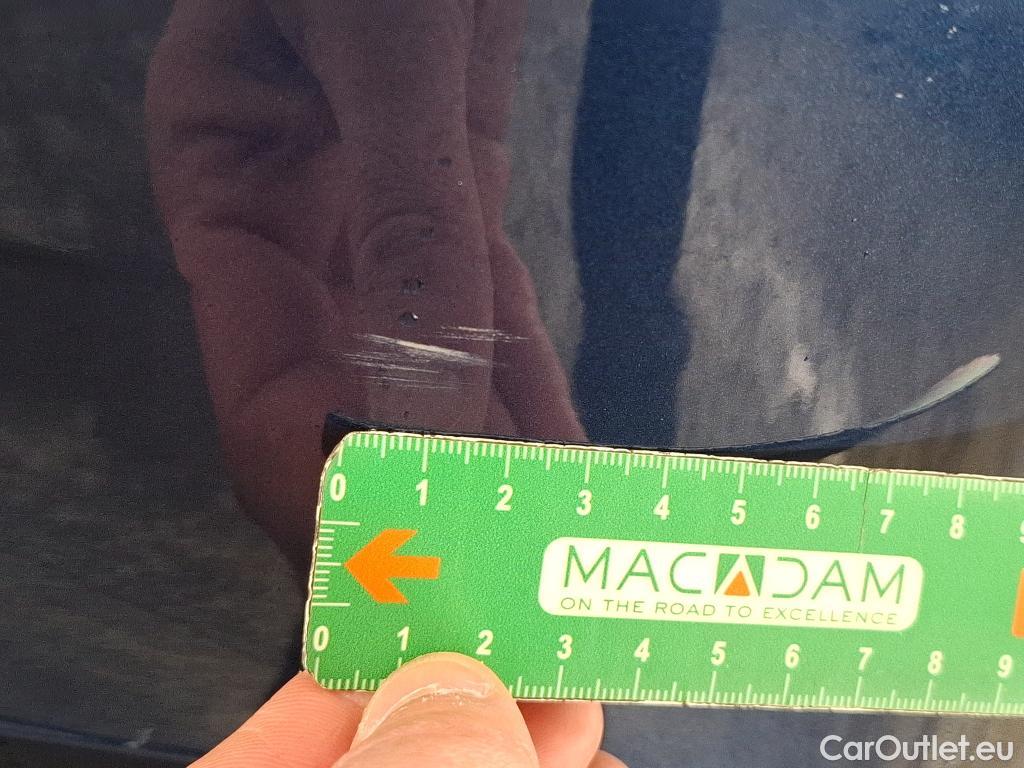 0 1 2 3 4 5 6 7 8
MACADAM
ON THE ROAD TO EXCELLENCE
0 1 2 3 4 5 6 7 8 9
CarOutlet.eu